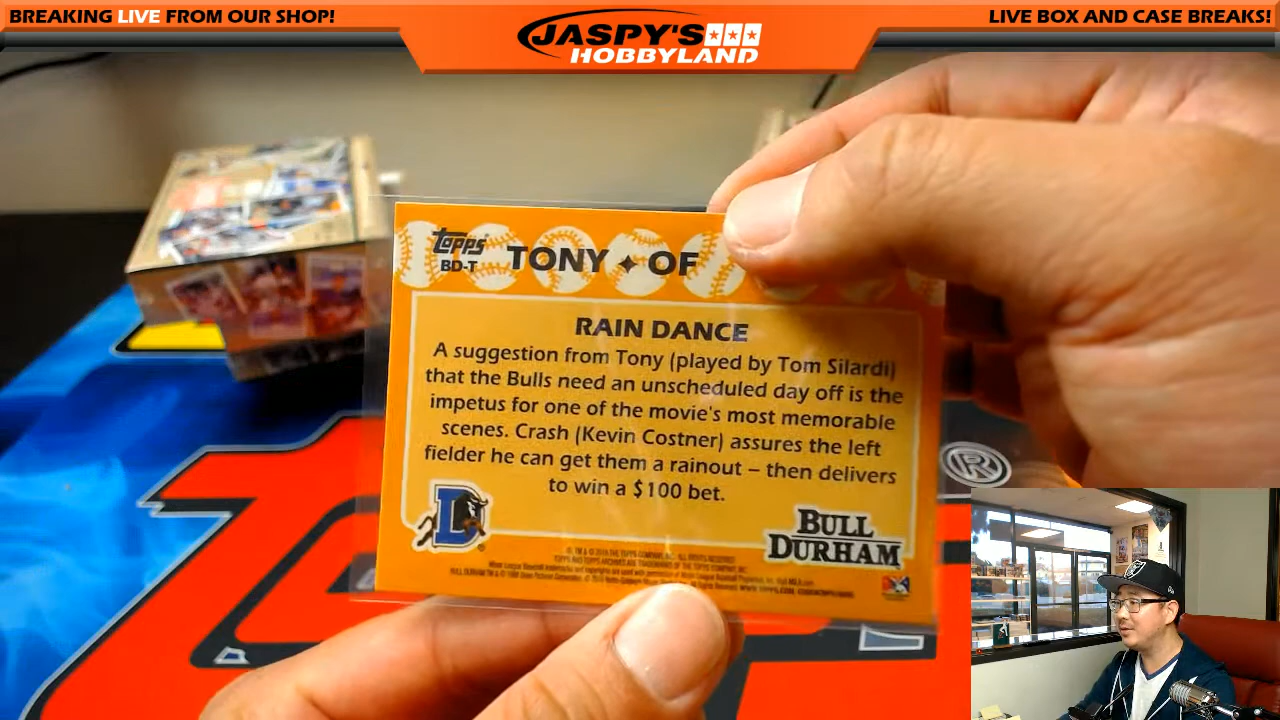 BREAKING LIVE FROM OUR SHOP!
JASPY'S
HOBBYLAND
LIVE BOX AND CASE BREAKS!
Topps
BD-T
TONY ✦ OF
RAIN DANCE
A suggestion from Tony (played by Tom Silardi)
that the Bulls need an unscheduled day off is the
impetus for one of the movie's most memorable
scenes. Crash (Kevin Costner) assures the left
fielder he can get them a rainout – then delivers
to win a $100 bet.
D
BULL
DURHAM
®